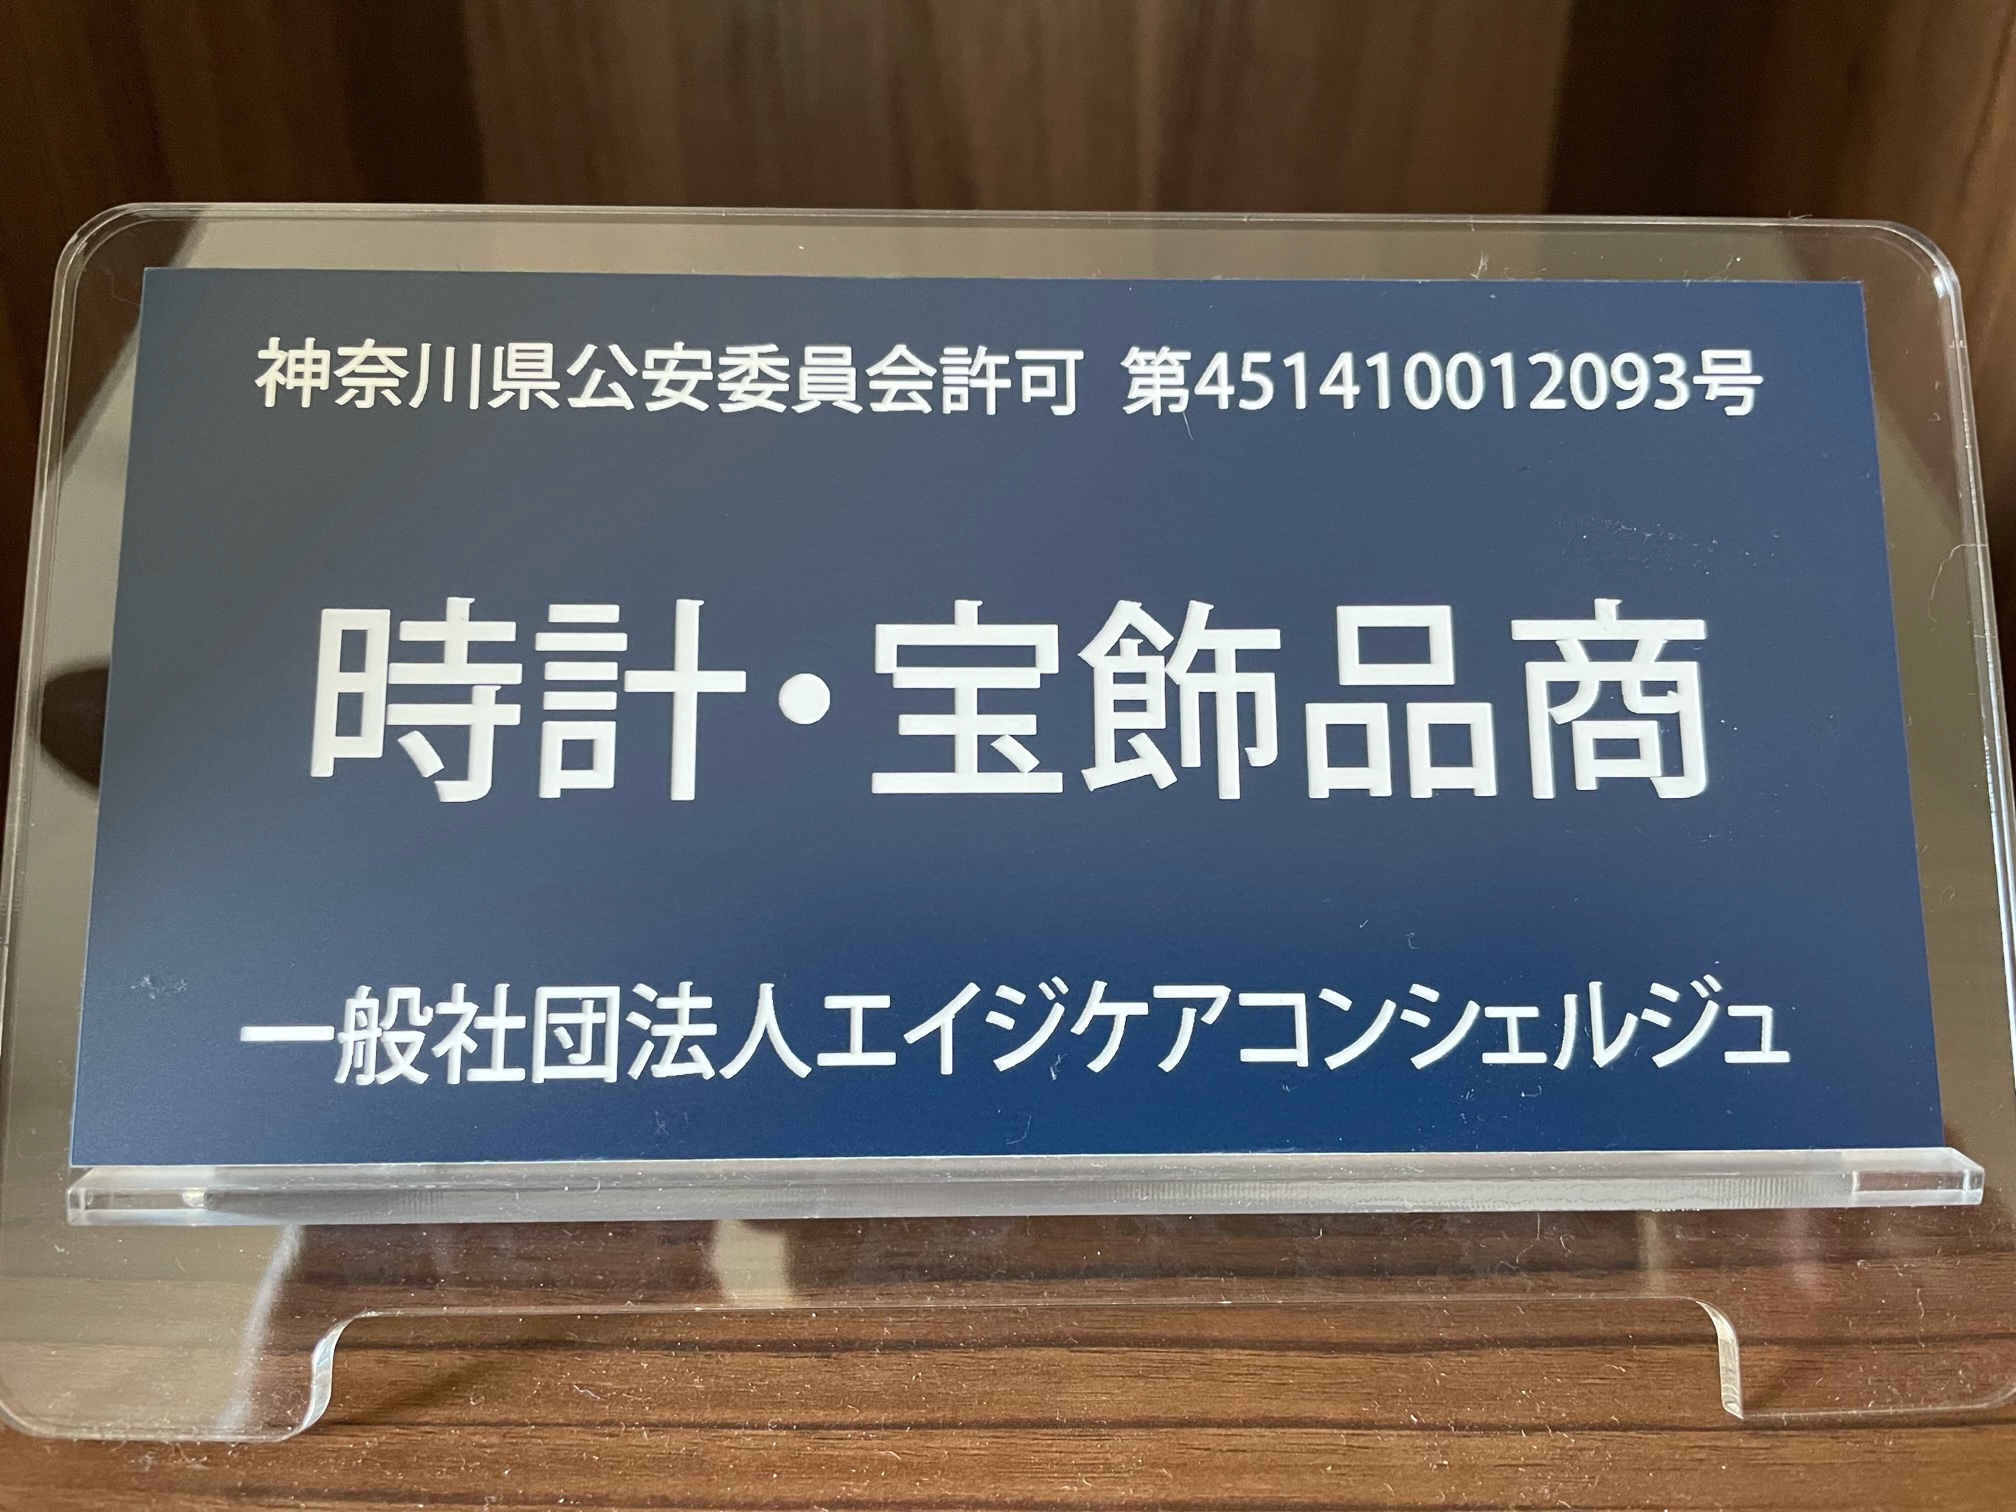 神奈川県公安委員会許可 第451410012093号
時計・宝飾品商
一般社団法人エイジケアコンシェルジュ